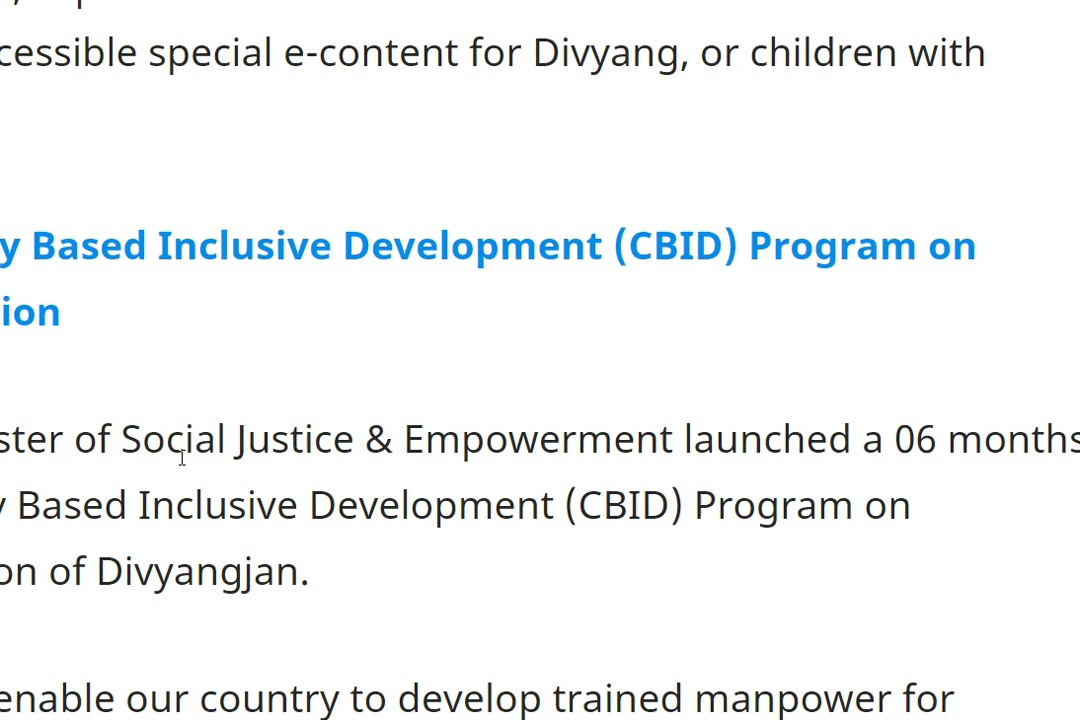 cessible special e-content for Divyang, or children with
y Based Inclusive Development (CBID) Program on
ion
ster of Social Justice & Empowerment launched a 06 months
y Based Inclusive Development (CBID) Program on
on of Divyangjan.
enable our country to develop trained manpower for